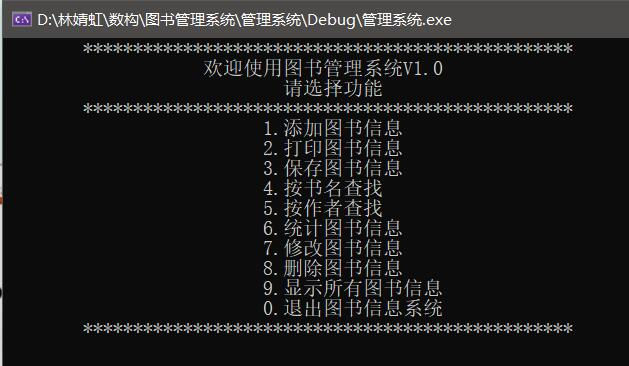 D:\林婧虹\数构\图书管理系统\管理系统\Debug\管理系统.exe
*************************************************
欢迎使用图书管理系统V1.0
请选择功能
*************************************************
1.添加图书信息
2.打印图书信息
3.保存图书信息
4.按书名查找
5.按作者查找
6.统计图书信息
7.修改图书信息
8.删除图书信息
9.显示所有图书信息
0.退出图书信息系统
*************************************************